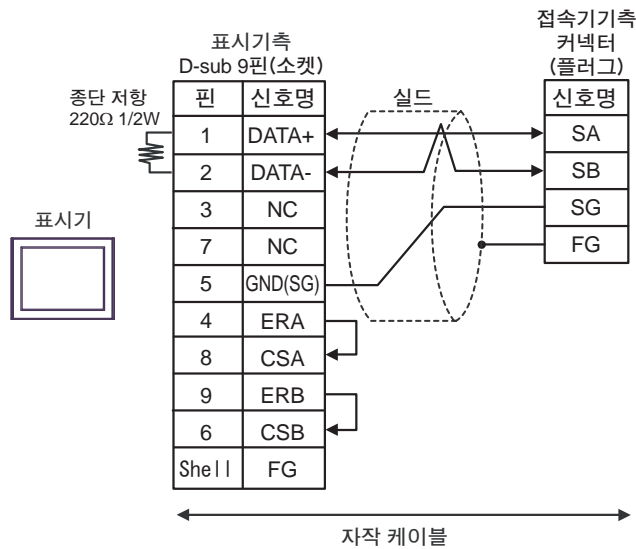 접속기기측
커넥터
(플러그)
표시기측
D-sub 9핀(소켓)
종단 저항
220Ω 1/2W
핀 신호명
실드
신호명
1 DATA+
SA
2 DATA-
SB
3 NC
SG
표시기
7 NC
FG
5 GND(SG)
4 ERA
8 CSA
9 ERB
6 CSB
Shell FG
자작 케이블